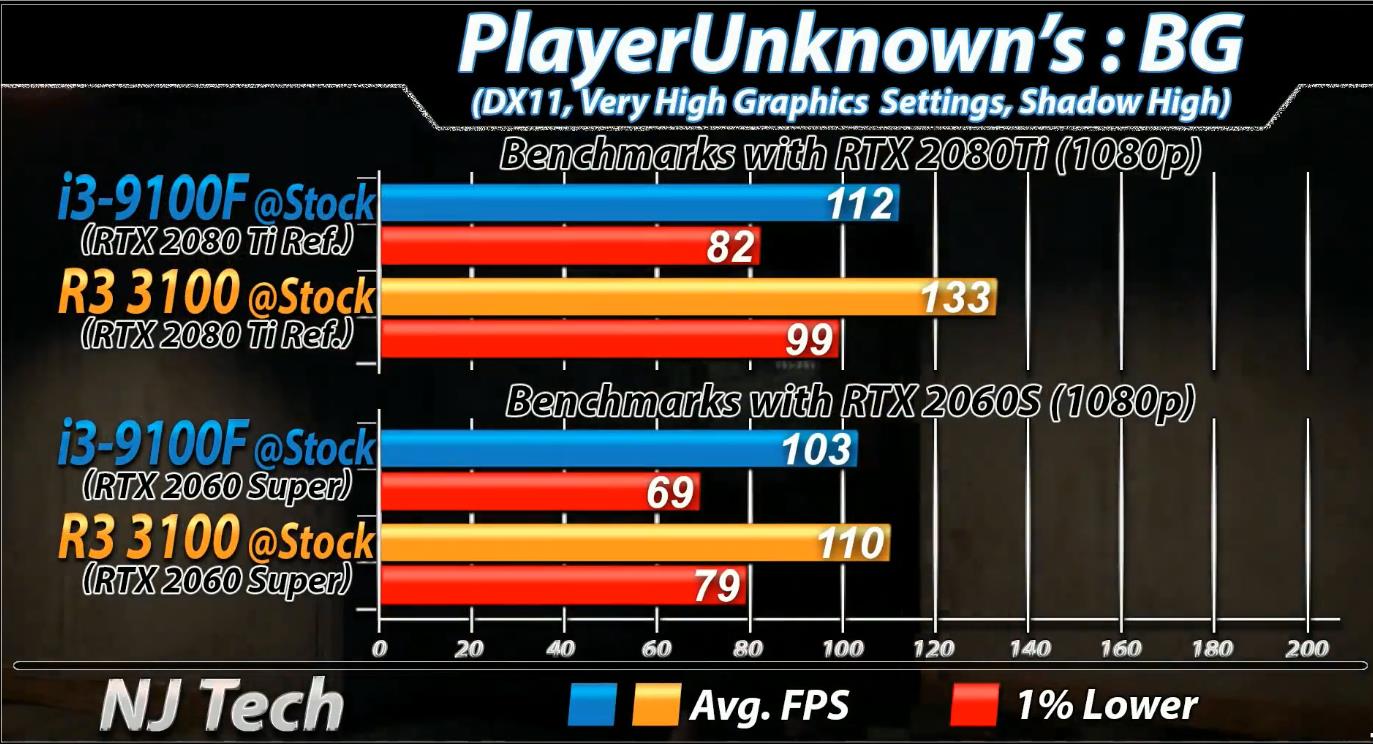 PlayerUnknown's : BG
(DX11, Very High Graphics Settings, Shadow High)
Benchmarks with RTX 2080Ti (1080p)
i3-9100F @Stock
(RTX 2080 Ti Ref.)
112
82
R3 3100 @Stock
(RTX 2080 Ti Ref.)
133
99
Benchmarks with RTX 2060S (1080p)
i3-9100F @Stock
(RTX 2060 Super)
103
69
R3 3100 @Stock
(RTX 2060 Super)
110
79
0 20 40 60 80 100 120 140 160 180 200
NJ Tech
Avg. FPS
1% Lower